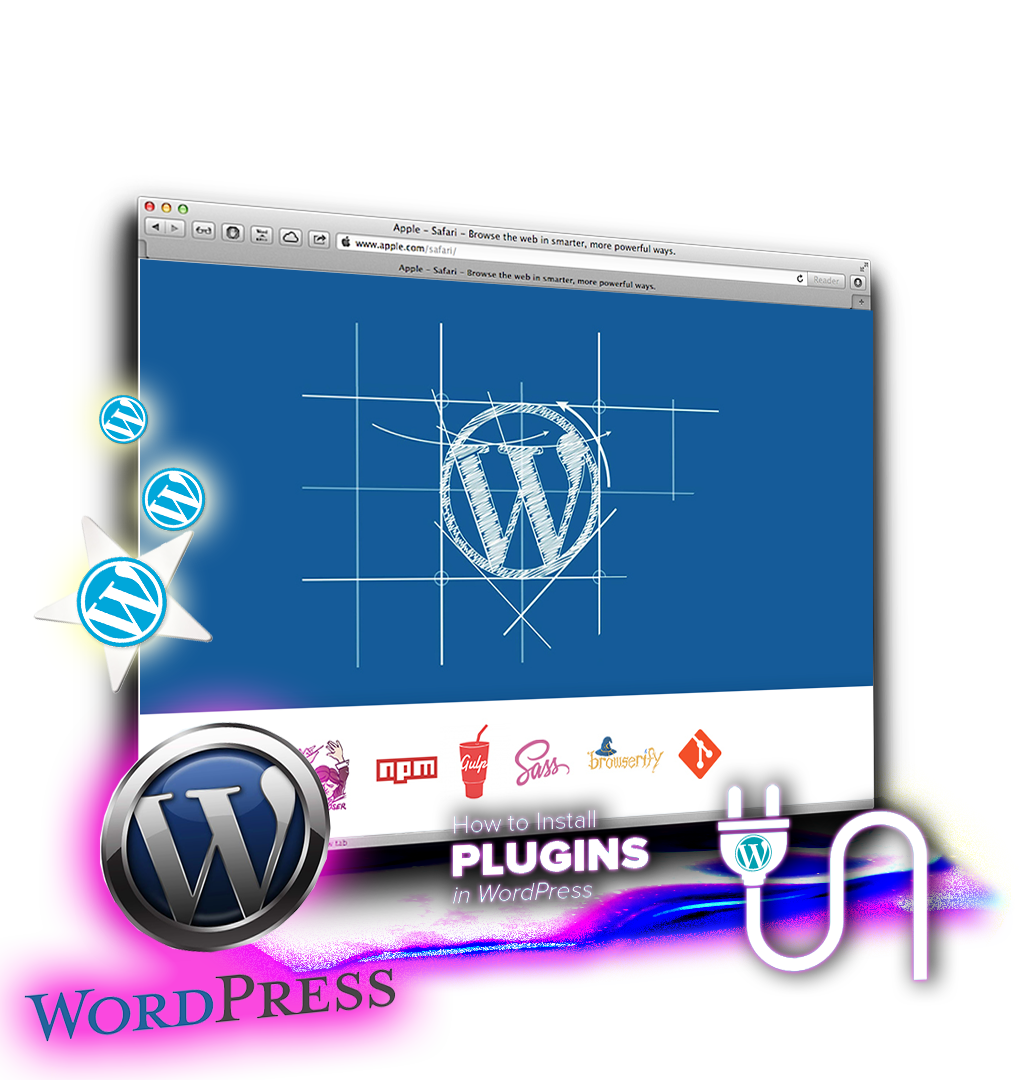 Apple – Safari – Browse the web in smarter, more powerful ways.
www.apple.com/safari/
Reader
Apple – Safari – Browse the web in smarter, more powerful ways.
W
W
W
W
npm
Gulp
Sass
browserify
W
How to Install
PLUGINS
in WordPress
W
WORDPRESS